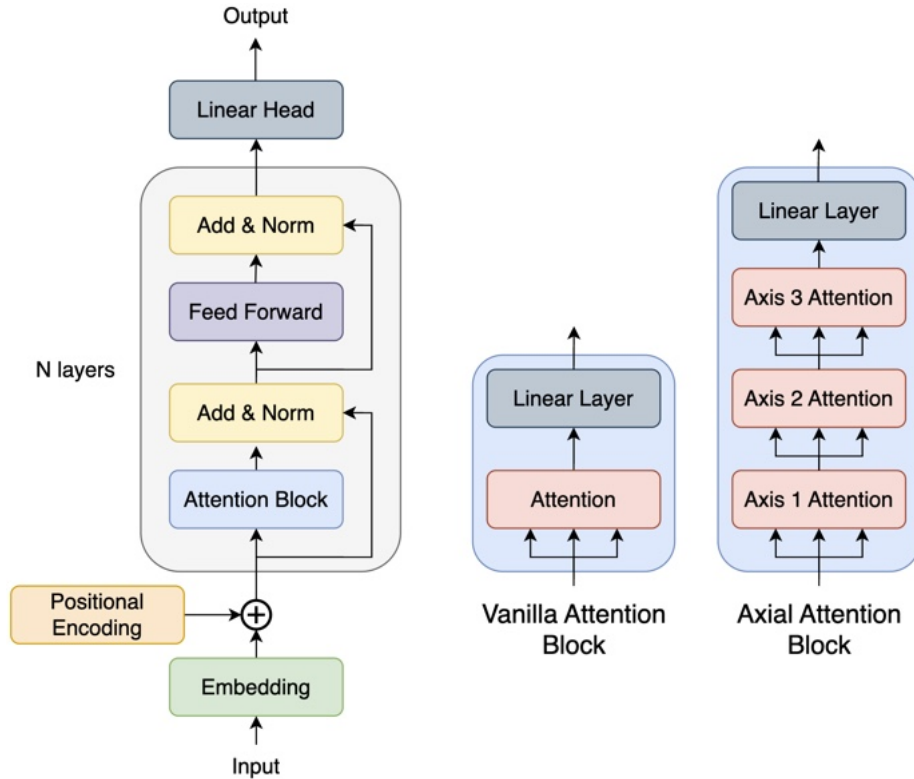 Output
Linear Head
Add & Norm
Feed Forward
N layers
Add & Norm
Attention Block
Positional
Encoding
Embedding
Input
Linear Layer
Attention
Vanilla Attention
Block
Linear Layer
Axis 3 Attention
Axis 2 Attention
Axis 1 Attention
Axial Attention
Block